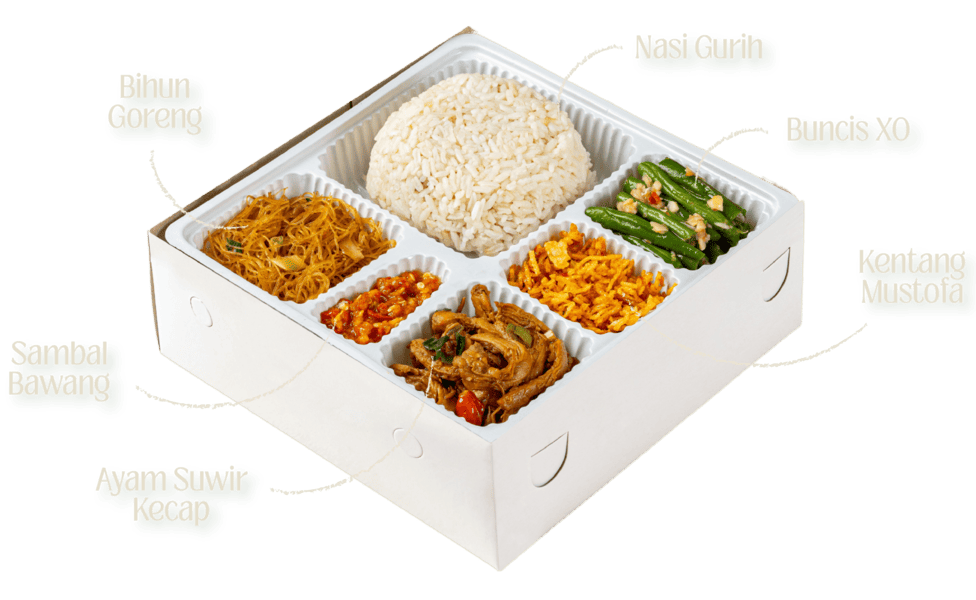 Nasi Gurih
Bihun
Goreng
Buncis XO
Kentang
Mustofa
Sambal
Bawang
Ayam Suwir
Kecap